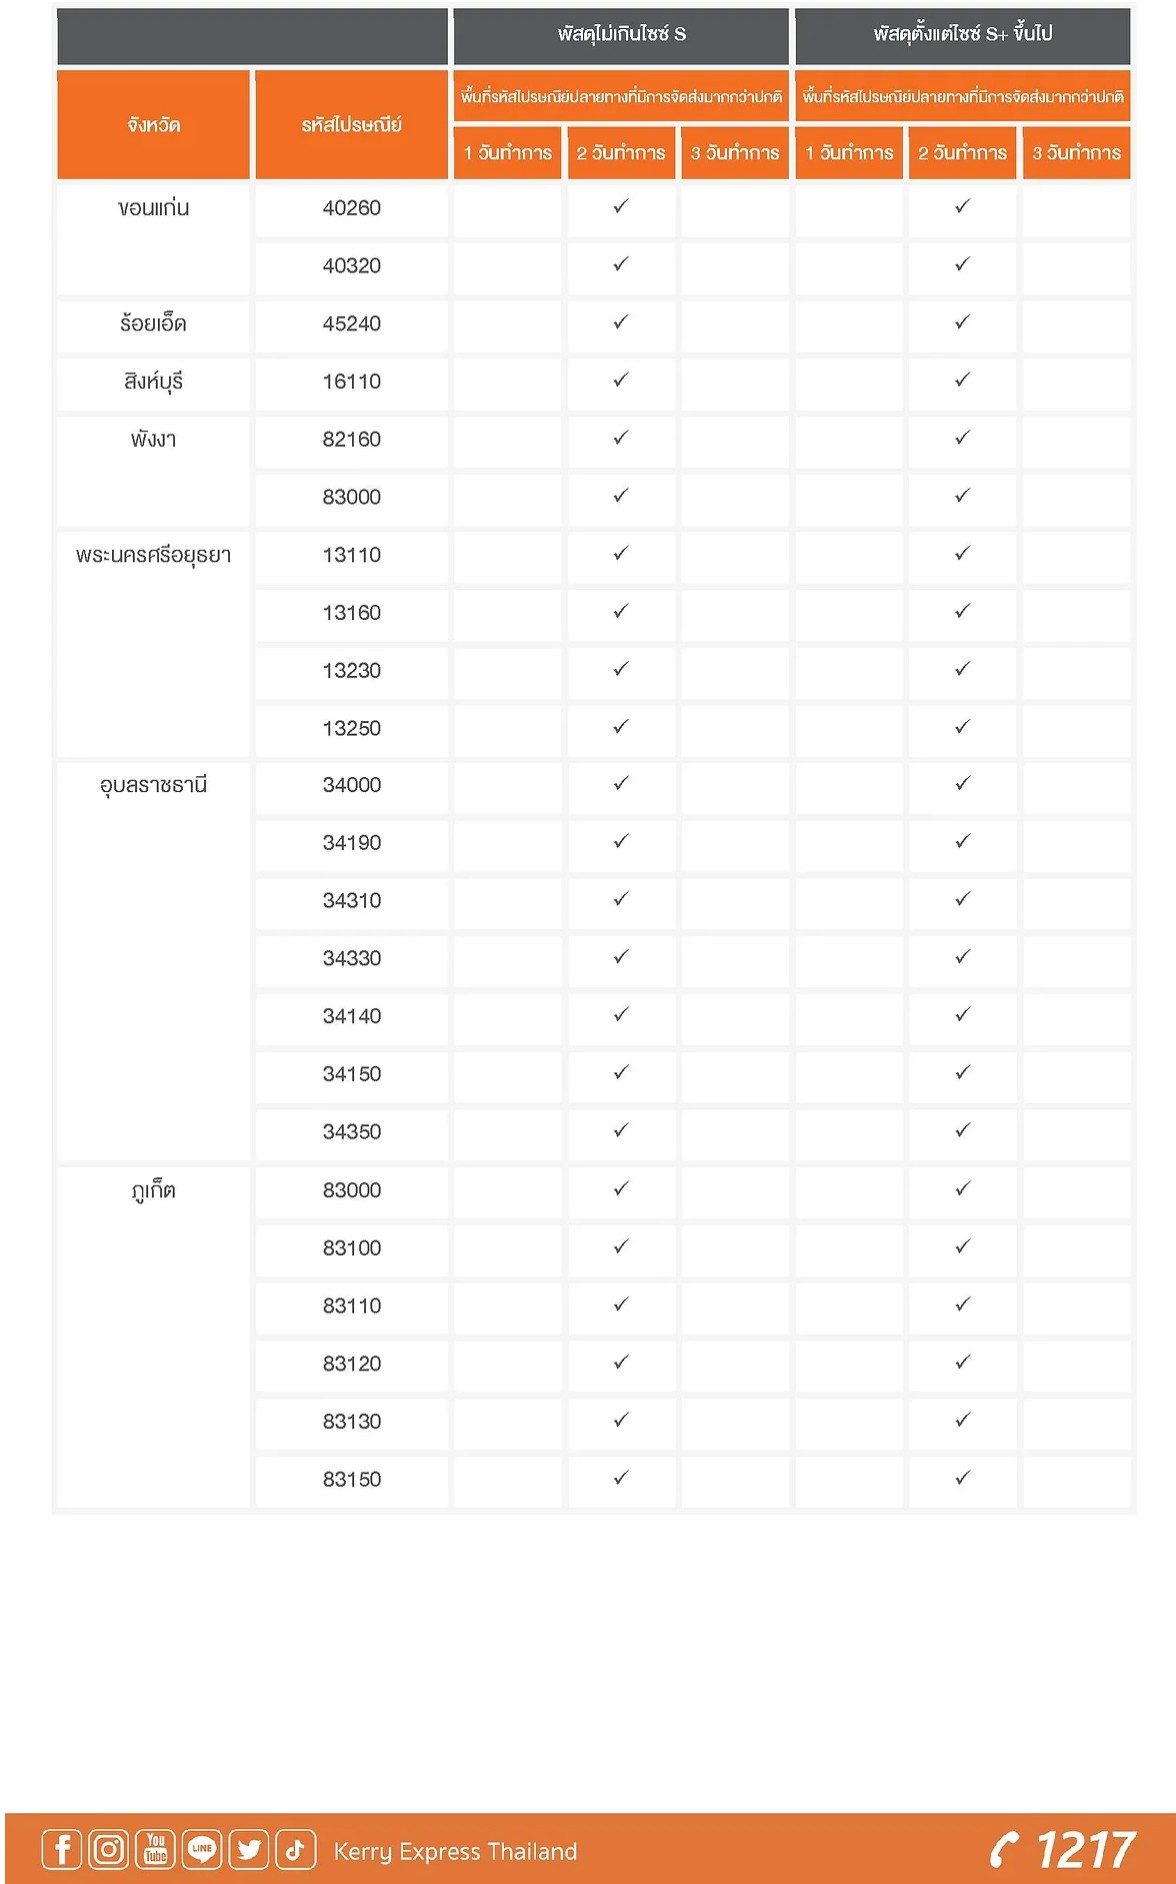 พัสดุไม่เกินไซซ์ S พัสดุตั้งแต่ไซซ์ S+ ขึ้นไป
จังหวัด รหัสไปรษณีย์ พื้นที่รหัสไปรษณีย์ปลายทางที่มีการจัดส่งมากกว่าปกติ พื้นที่รหัสไปรษณีย์ปลายทางที่มีการจัดส่งมากกว่าปกติ
1 วันทำการ 2 วันทำการ 3 วันทำการ 1 วันทำการ 2 วันทำการ 3 วันทำการ
ขอนแก่น 40260 ✓ ✓
40320 ✓ ✓
ร้อยเอ็ด 45240 ✓ ✓
สิงห์บุรี 16110 ✓ ✓
พังงา 82160 ✓ ✓
83000 ✓ ✓
พระนครศรีอยุธยา 13110 ✓ ✓
13160 ✓ ✓
13230 ✓ ✓
13250 ✓ ✓
อุบลราชธานี 34000 ✓ ✓
34190 ✓ ✓
34310 ✓ ✓
34330 ✓ ✓
34140 ✓ ✓
34150 ✓ ✓
34350 ✓ ✓
ภูเก็ต 83000 ✓ ✓
83100 ✓ ✓
83110 ✓ ✓
83120 ✓ ✓
83130 ✓ ✓
83150 ✓ ✓
You Tube LINE Kerry Express Thailand 1217